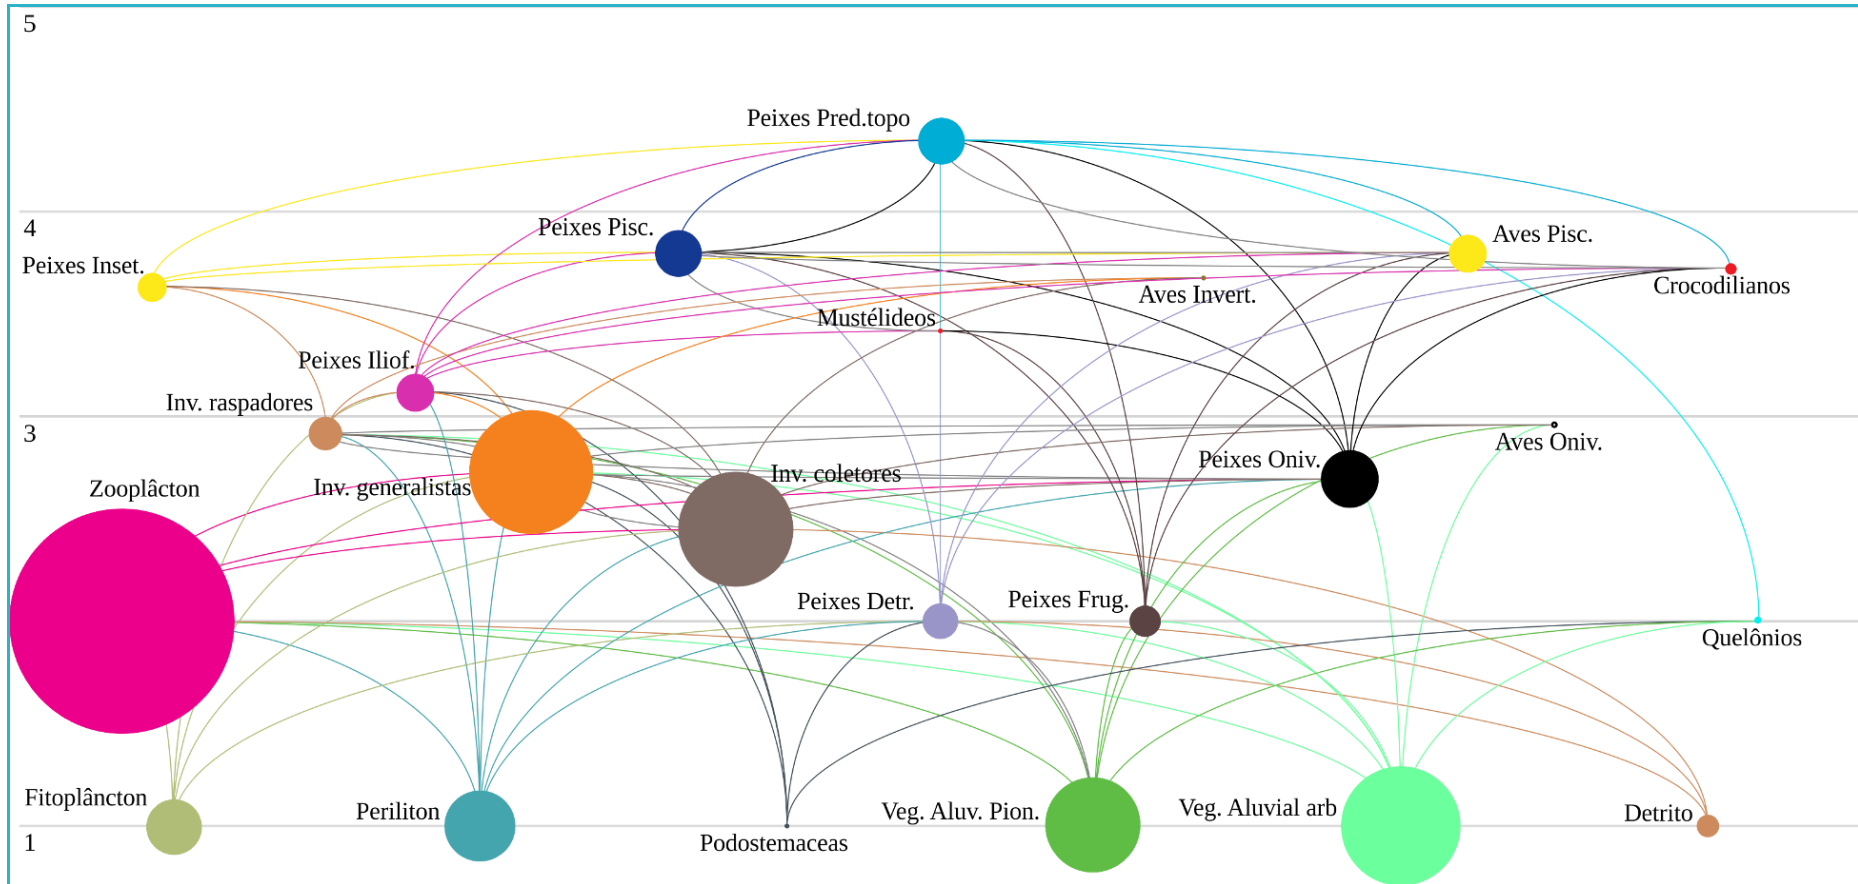 5
Peixes Pred.topo
4
Peixes Pisc.
Aves Pisc.
Peixes Inset.
Crocodilianos
Aves Invert.
Mustélideos
Peixes Iliof.
Inv. raspadores
3
Aves Oniv.
Peixes Oniv.
Inv. coletores
Inv. generalistas
Zooplâcton
Peixes Detr.
Peixes Frug.
Quelônios
Fitoplâncton
Periliton
Podostemaceas
Veg. Aluv. Pion.
Veg. Aluvial arb
Detrito
1